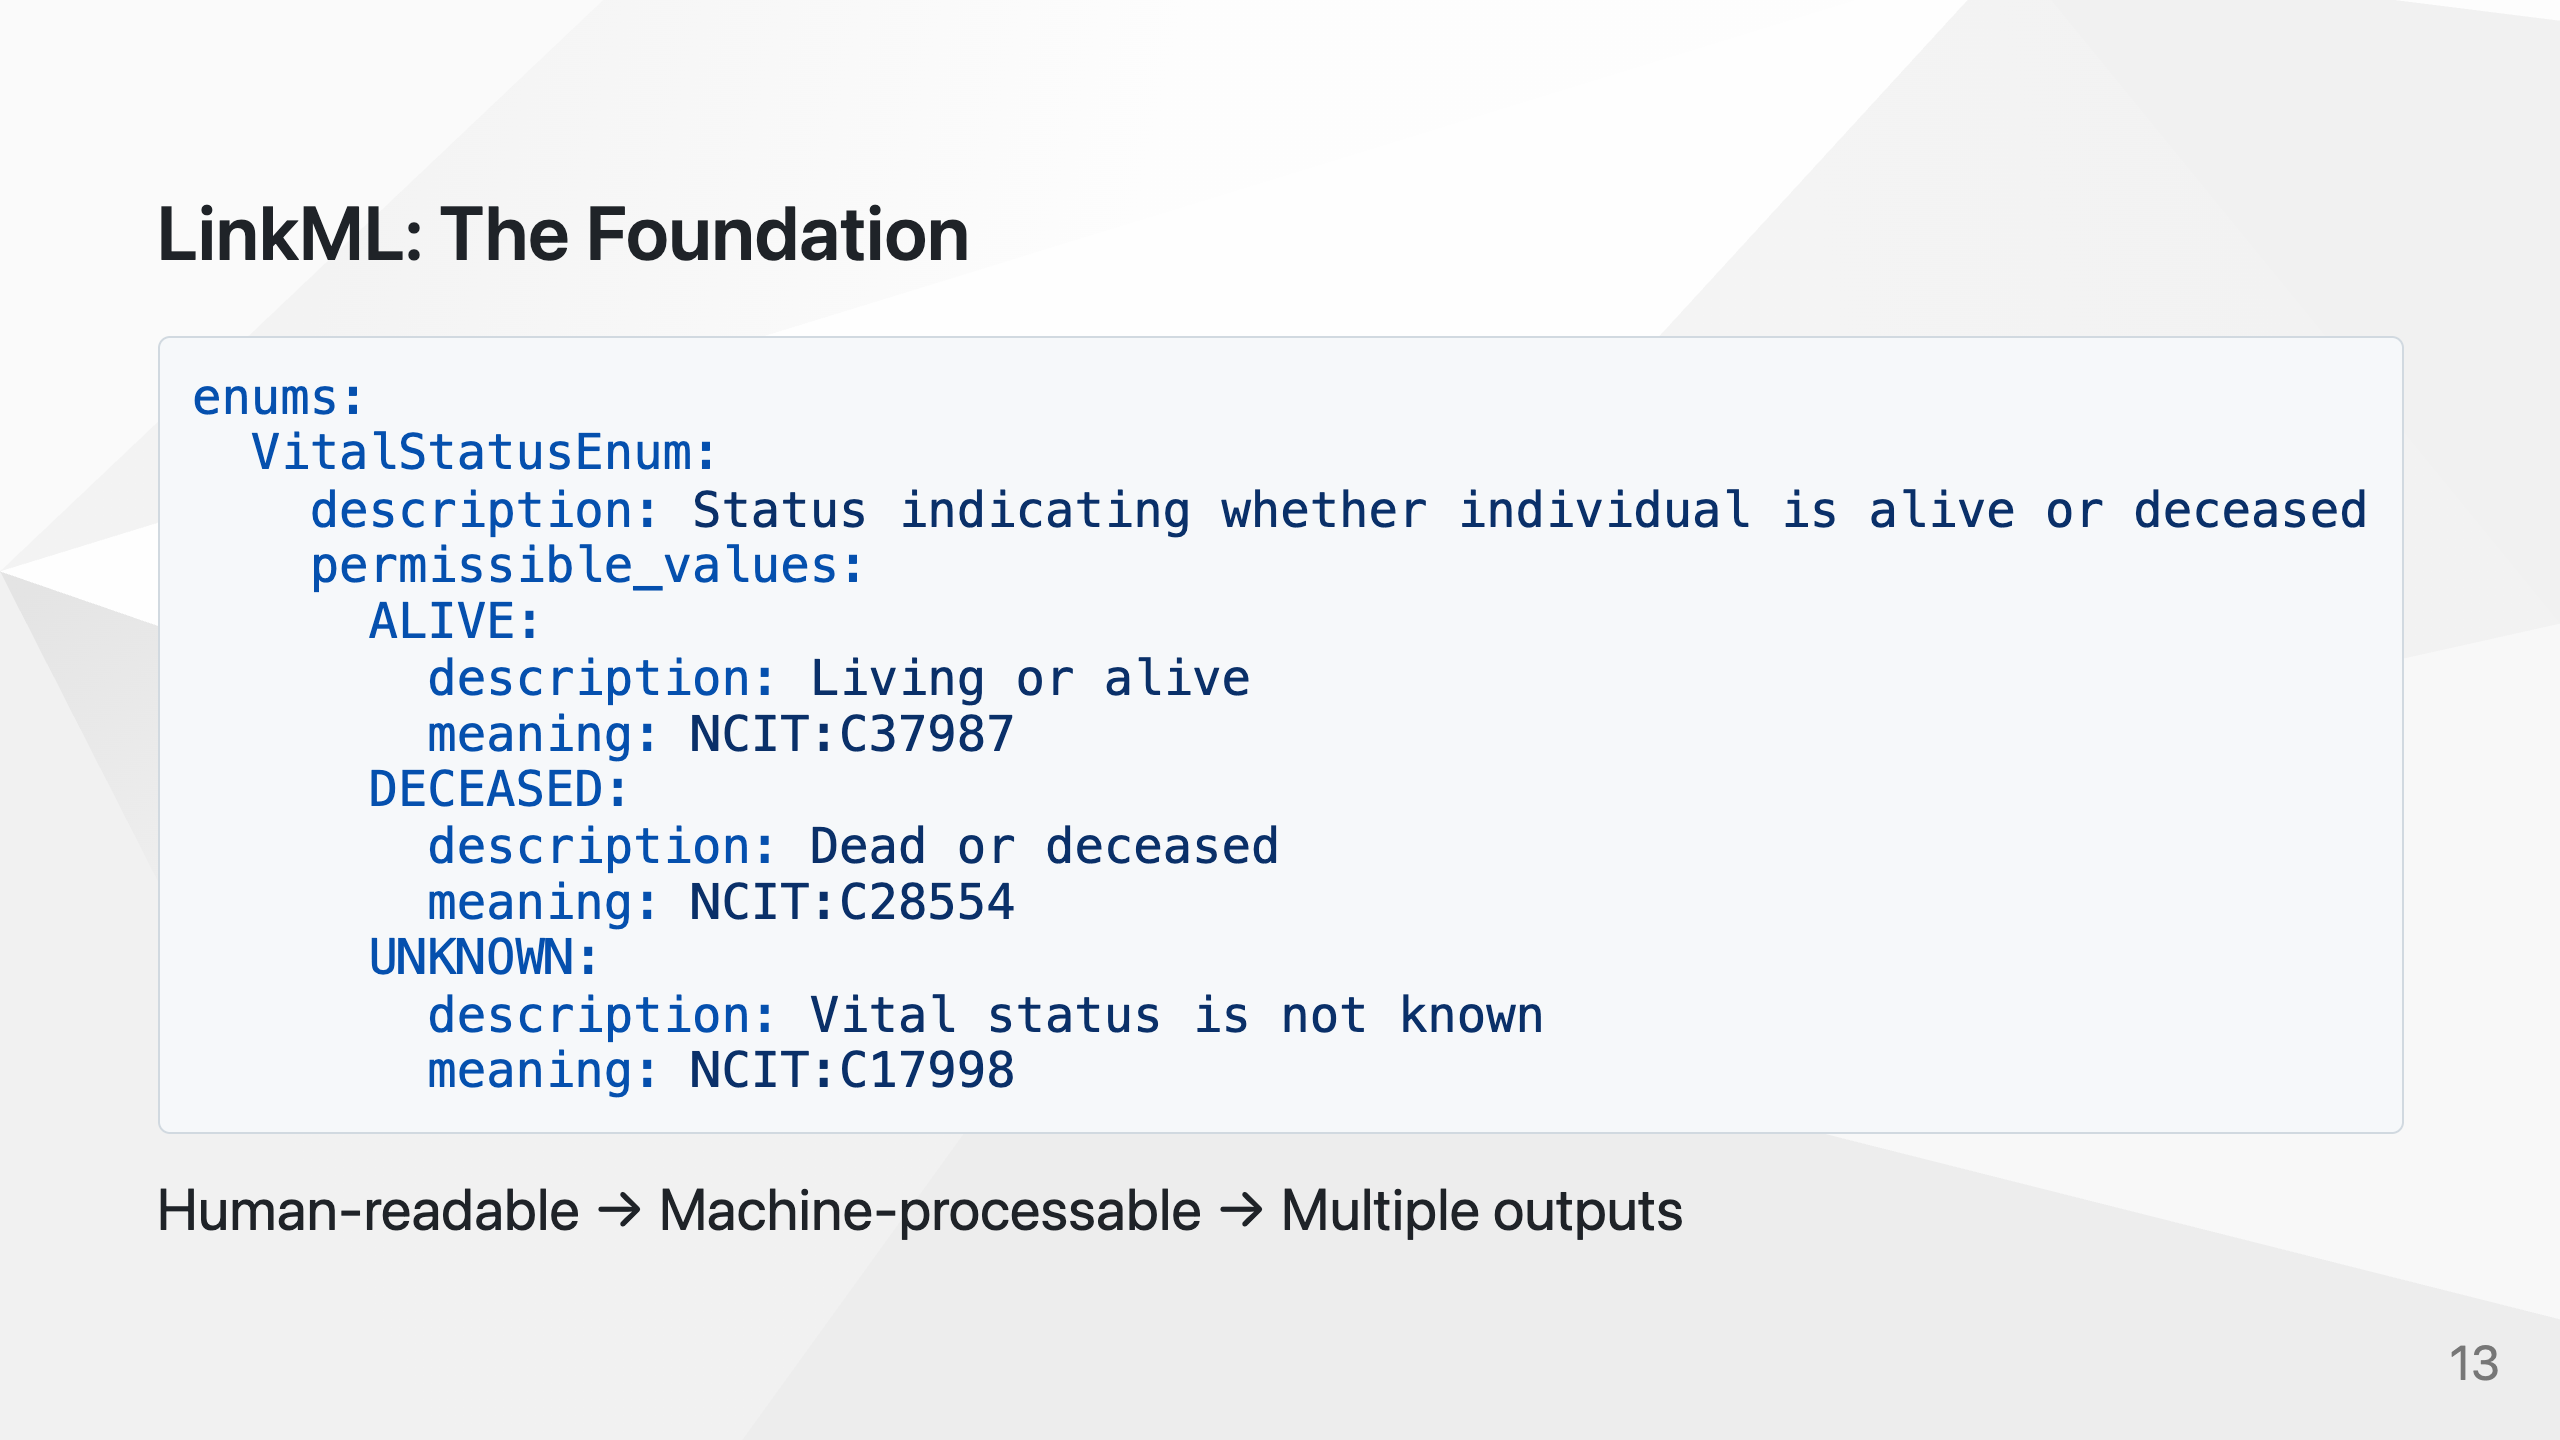 LinkML: The Foundation
enums:
  VitalStatusEnum:
    description: Status indicating whether individual is alive or deceased
    permissible_values:
      ALIVE:
        description: Living or alive
        meaning: NCIT:C37987
      DECEASED:
        description: Dead or deceased
        meaning: NCIT:C28554
      UNKNOWN:
        description: Vital status is not known
        meaning: NCIT:C17998
Human-readable → Machine-processable → Multiple outputs
13